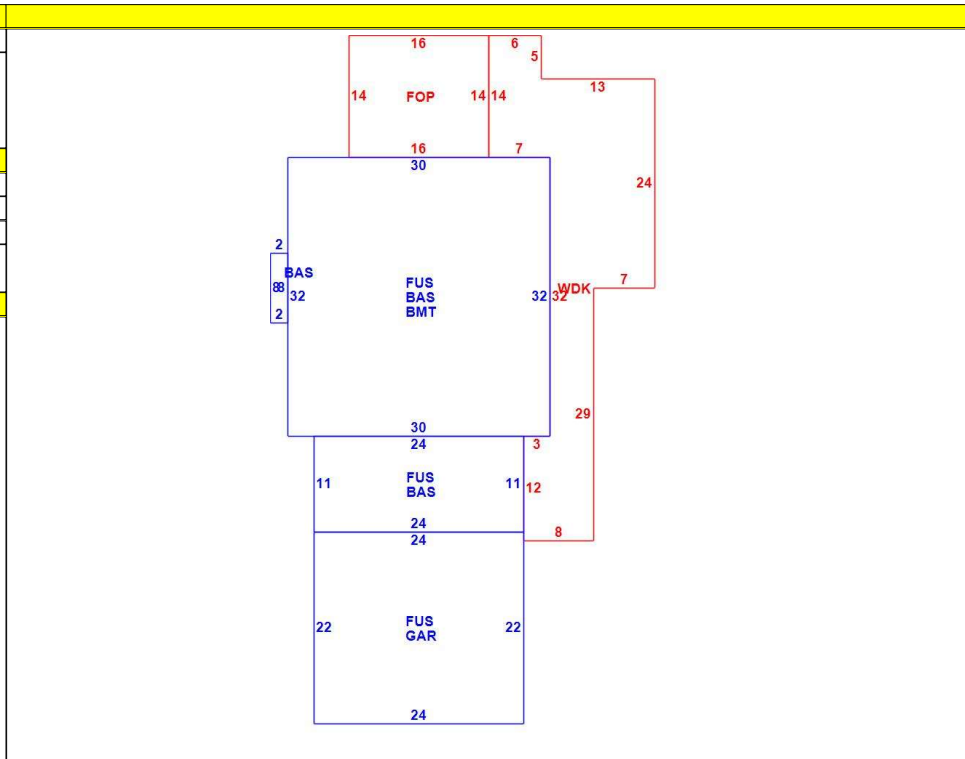 16 6
5
13
14 FOP 14 14
16 7
30
24
2
BAS
7
88 32 FUS 32 32 WDK
BAS
BMT
2
29
30
24 3
11 FUS 11 12
BAS
24 8
24
22 FUS 22
GAR
24